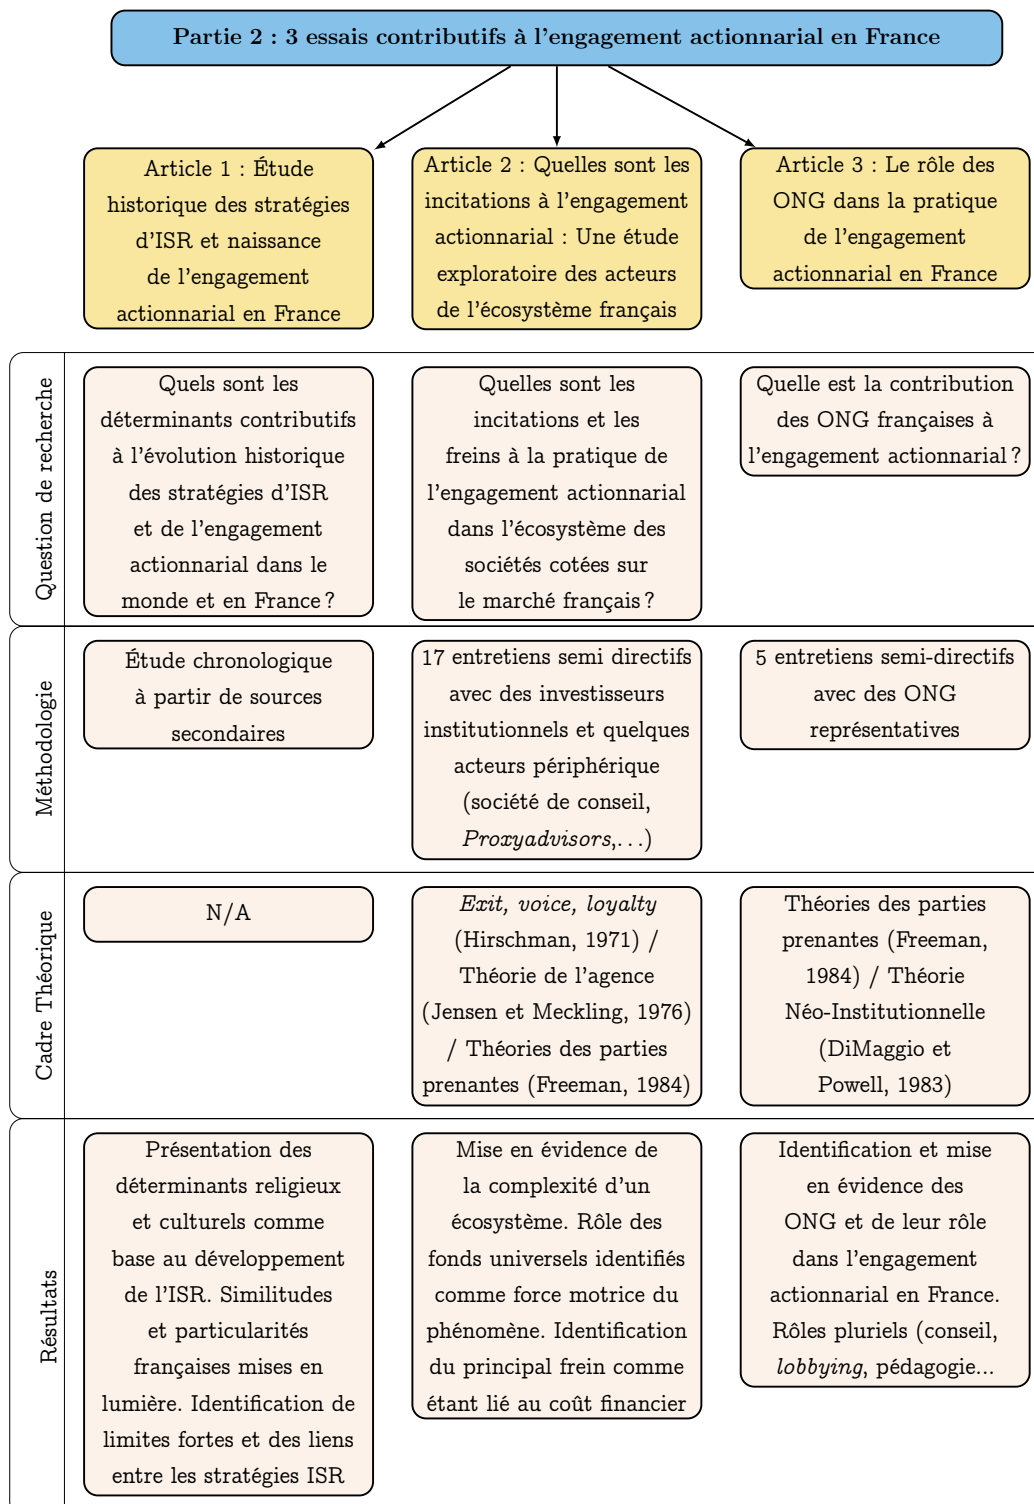 Partie 2 : 3 essais contributifs à l'engagement actionnarial en France
Article 1 : Étude
historique des stratégies
d'ISR et naissance
de l'engagement
actionnarial en France
Article 2 : Quelles sont les
incitations à l'engagement
actionnarial : Une étude
exploratoire des acteurs
de l'écosystème français
Article 3 : Le rôle des
ONG dans la pratique
de l'engagement
actionnarial en France
Question de recherche
Quels sont les
déterminants contributifs
à l'évolution historique
des stratégies d'ISR
et de l'engagement
actionnarial dans le
monde et en France ?
Quelles sont les
incitations et les
freins à la pratique de
l'engagement actionnarial
dans l'écosystème des
sociétés cotées sur
le marché français ?
Quelle est la contribution
des ONG françaises à
l'engagement actionnarial ?
Méthodologie
Étude chronologique
à partir de sources
secondaires
17 entretiens semi directifs
avec des investisseurs
institutionnels et quelques
acteurs périphérique
(société de conseil,
Proxyadvisors,...)
5 entretiens semi-directifs
avec des ONG
représentatives
Cadre Théorique
N/A
Exit, voice, loyalty
(Hirschman, 1971) /
Théorie de l'agence
(Jensen et Meckling, 1976)
/ Théories des parties
prenantes (Freeman, 1984)
Théories des parties
prenantes (Freeman,
1984) / Théorie
Néo-Institutionnelle
(DiMaggio et
Powell, 1983)
Résultats
Présentation des
déterminants religieux
et culturels comme
base au développement
de l'ISR. Similitudes
et particularités
françaises mises en
lumière. Identification de
limites fortes et des liens
entre les stratégies ISR
Mise en évidence de
la complexité d'un
écosystème. Rôle des
fonds universels identifiés
comme force motrice du
phénomène. Identification
du principal frein comme
étant lié au coût financier
Identification et mise
en évidence des
ONG et de leur rôle
dans l'engagement
actionnarial en France.
Rôles pluriels (conseil,
lobbying, pédagogie...